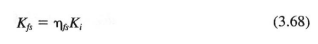 K_fs = η_fs K_i (3.68)